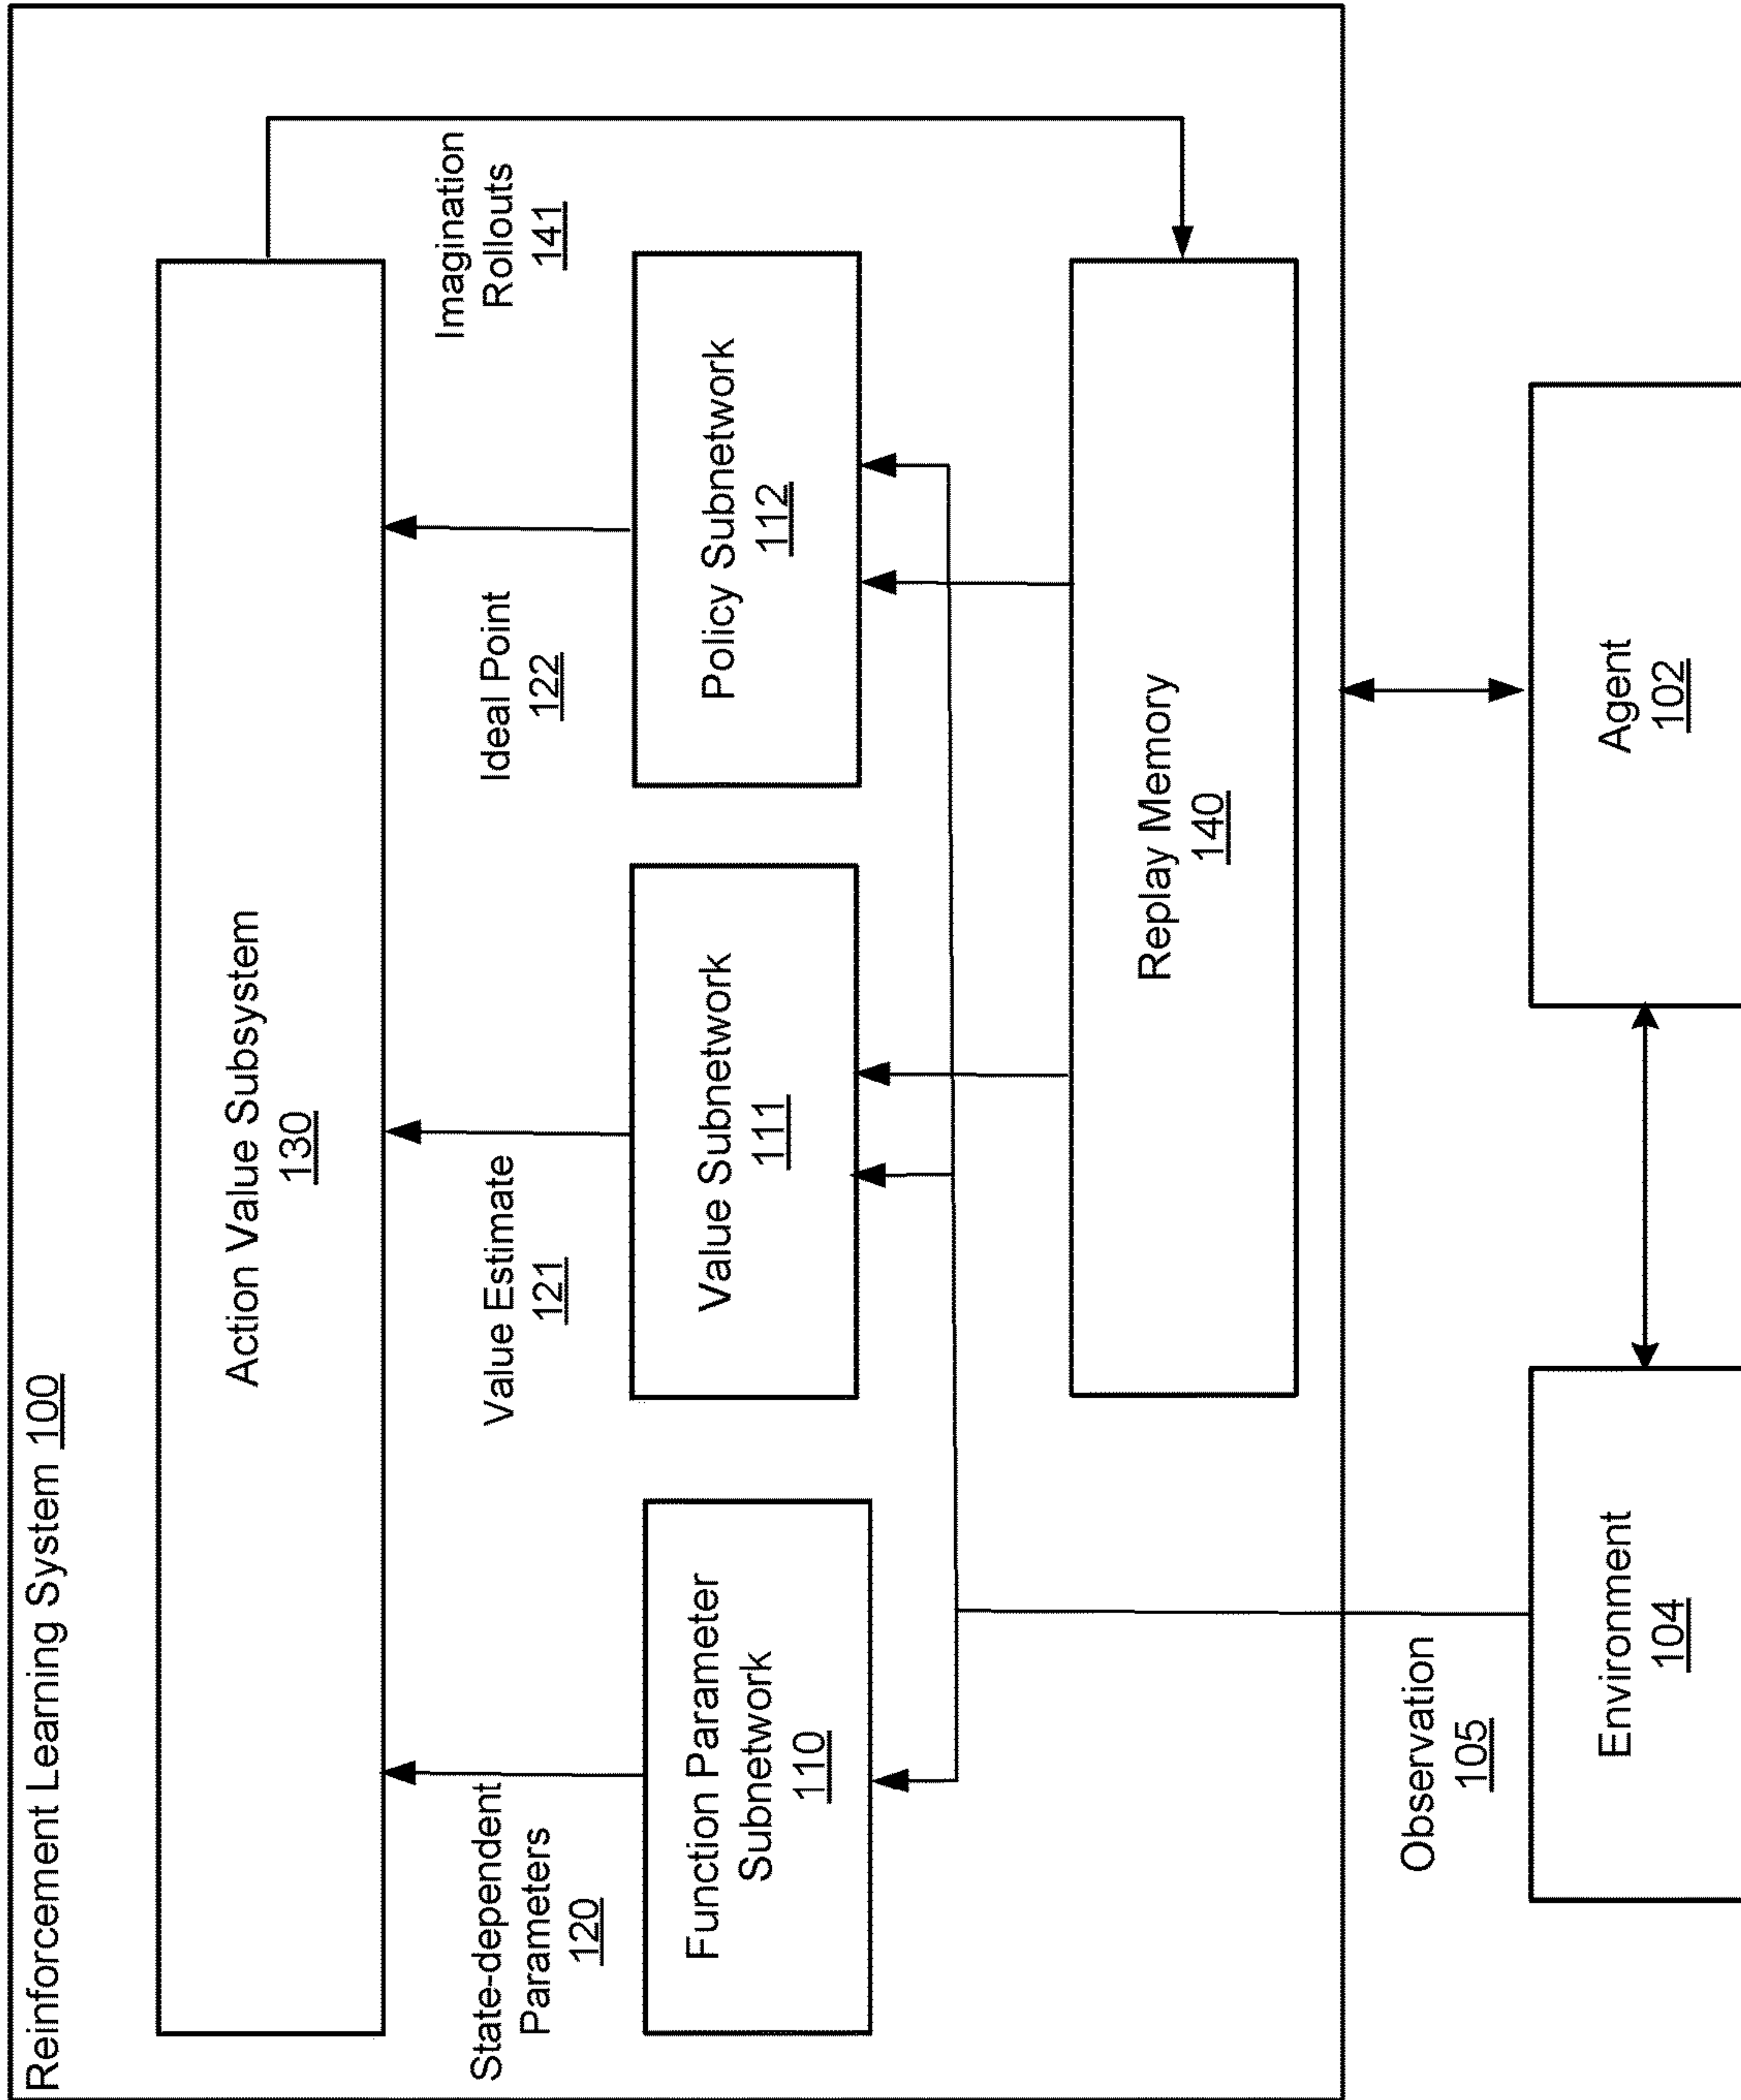 Reinforcement Learning System 100
Action Value Subsystem
130
State-dependent
Parameters
120
Value Estimate
121
Ideal Point
122
Imagination
Rollouts
141
Function Parameter
Subnetwork
110
Value Subnetwork
111
Policy Subnetwork
112
Replay Memory
140
Observation
105
Environment
104
Agent
102